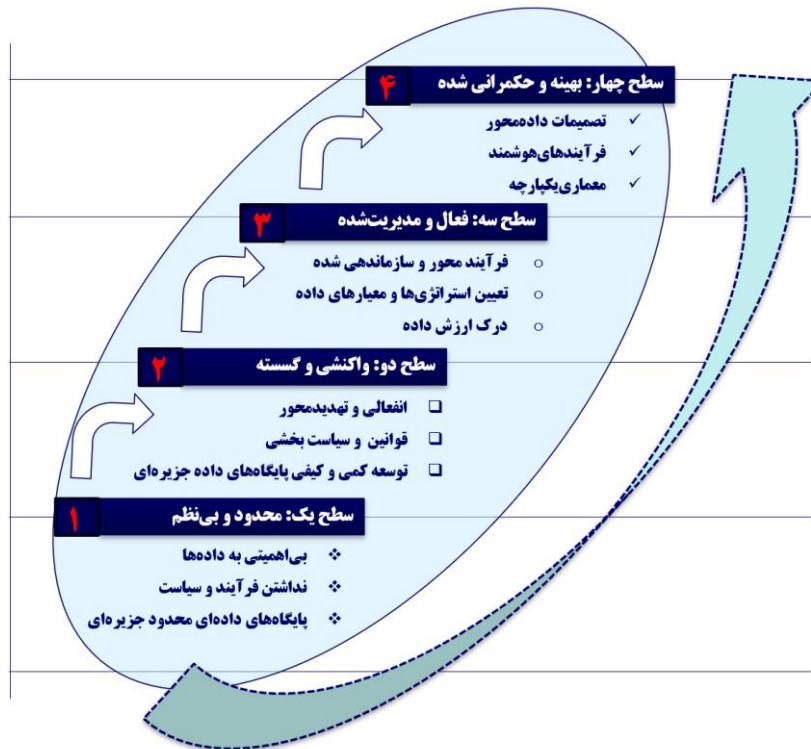 سطح چهار: بهینه و حکمرانی شده ۴
تصمیمات داده‌محور
فرآیندهای‌هوشمند
معماری‌یکپارچه
سطح سه: فعال و مدیریت‌شده ۳
فرآیند محور و سازماندهی شده
تعیین استراتژی‌ها و معیارهای داده
درک ارزش داده
سطح دو: واکنشی و گسسته ۲
انفعالی و تهدیدمحور
قوانین و سیاست بخشی
توسعه کمی و کیفی پایگاه‌های داده جزیره‌ای
سطح یک: محدود و بی‌نظم ۱
بی‌اهمیتی به داده‌ها
نداشتن فرآیند و سیاست
پایگاه‌های داده‌ای محدود جزیره‌ای